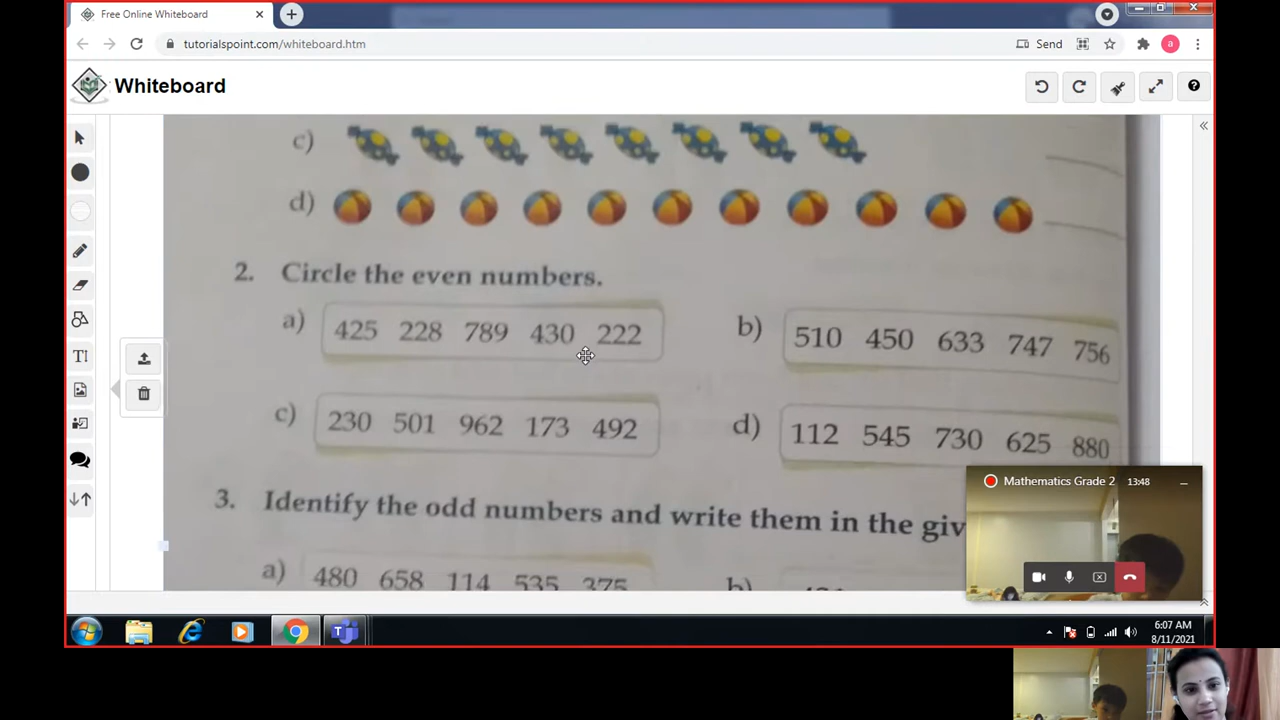 Free Online Whiteboard
tutorialspoint.com/whiteboard.htm
Send
a
Whiteboard
c)
d)
2. Circle the even numbers.
a) 425 228 789 430 222
b) 510 450 633 747 756
c) 230 501 962 173 492
d) 112 545 730 625 880
3. Identify the odd numbers and write them in the giv
a) 480 658 114 535 375
b)
Mathematics Grade 2 13:48
6:07 AM
8/11/2021